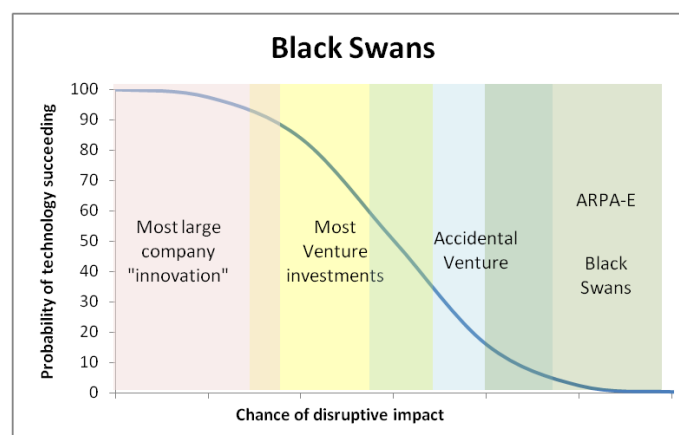 Black Swans
Probability of technology succeeding
100
90
80
70
60
50
40
30
20
10
0
Most large
company
"innovation"
Most
Venture
investments
Accidental
Venture
ARPA-E
Black
Swans
Chance of disruptive impact